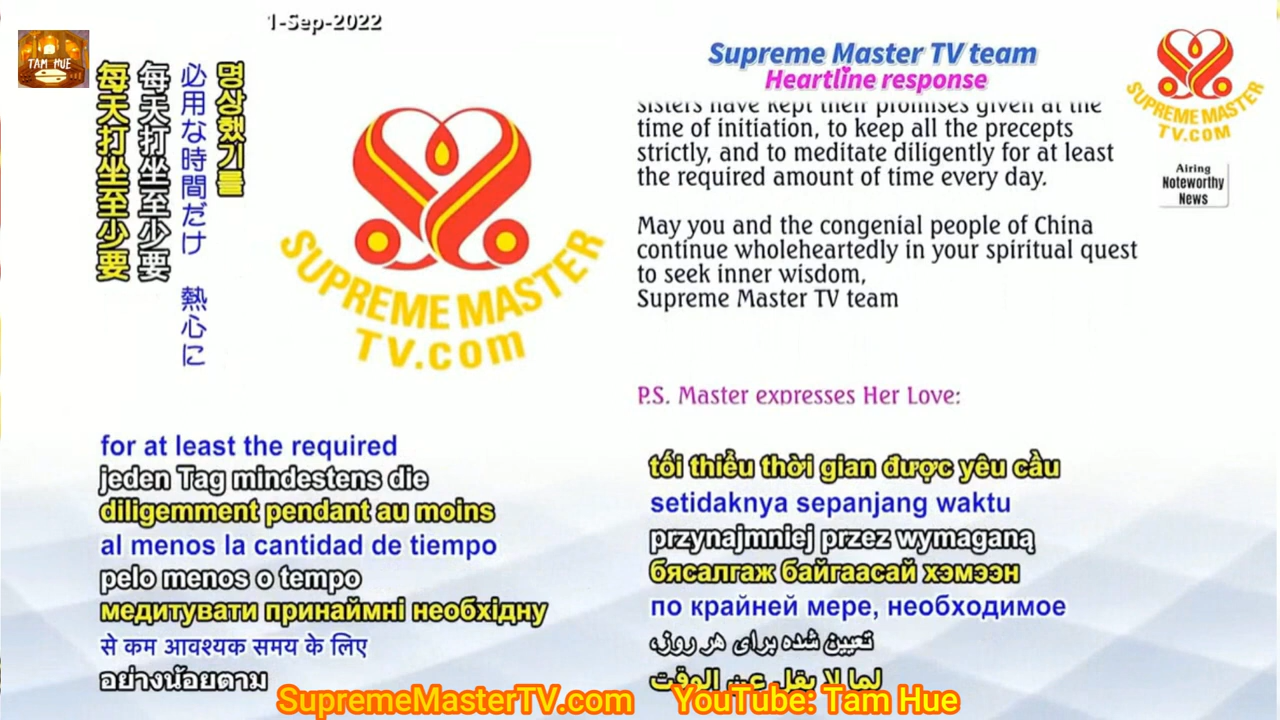 1-Sep-2022
TAM HUE
每天打坐至少要
每天打坐至少要
必用な時間だけ 熱心に
명상했기를
SUPREME MASTER
TV.com
Supreme Master TV team
Heartline response
SUPREME MASTER
TV.COM
Airing
Noteworthy
News
sisters have kept their promises given at the
time of initiation, to keep all the precepts
strictly, and to meditate diligently for at least
the required amount of time every day.
May you and the congenial people of China
continue wholeheartedly in your spiritual quest
to seek inner wisdom,
Supreme Master TV team
P.S. Master expresses Her Love:
for at least the required
jeden Tag mindestens die
diligemment pendant au moins
al menos la cantidad de tiempo
pelo menos o tempo
медитувати принаймні необхідну
से कम आवश्यक समय के लिए
อย่างน้อยตาม
tối thiểu thời gian được yêu cầu
setidaknya sepanjang waktu
przynajmniej przez wymaganą
бясалгаж байгаасай хэмээн
по крайней мере, необходимое
تعیین شده برای هر روز،
لما لا يقل عن الوقت
SupremeMasterTV.com YouTube: Tam Hue